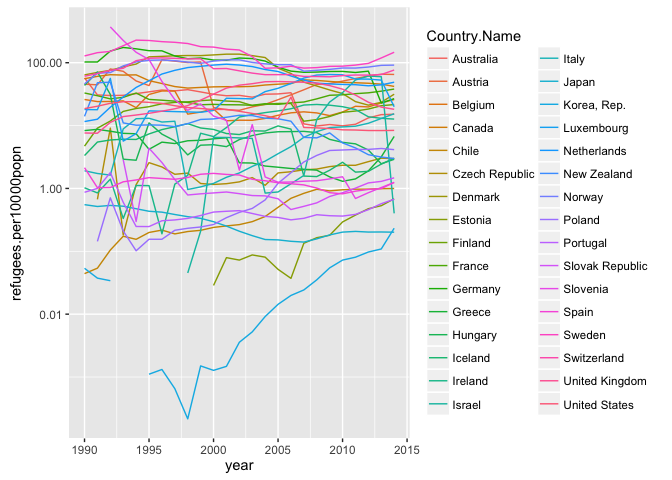 refugees.per10000popn
100.00
1.00
0.01
1990
1995
2000
2005
2010
2015
year
Country.Name
Australia
Austria
Belgium
Canada
Chile
Czech Republic
Denmark
Estonia
Finland
France
Germany
Greece
Hungary
Iceland
Ireland
Israel
Italy
Japan
Korea, Rep.
Luxembourg
Netherlands
New Zealand
Norway
Poland
Portugal
Slovak Republic
Slovenia
Spain
Sweden
Switzerland
United Kingdom
United States